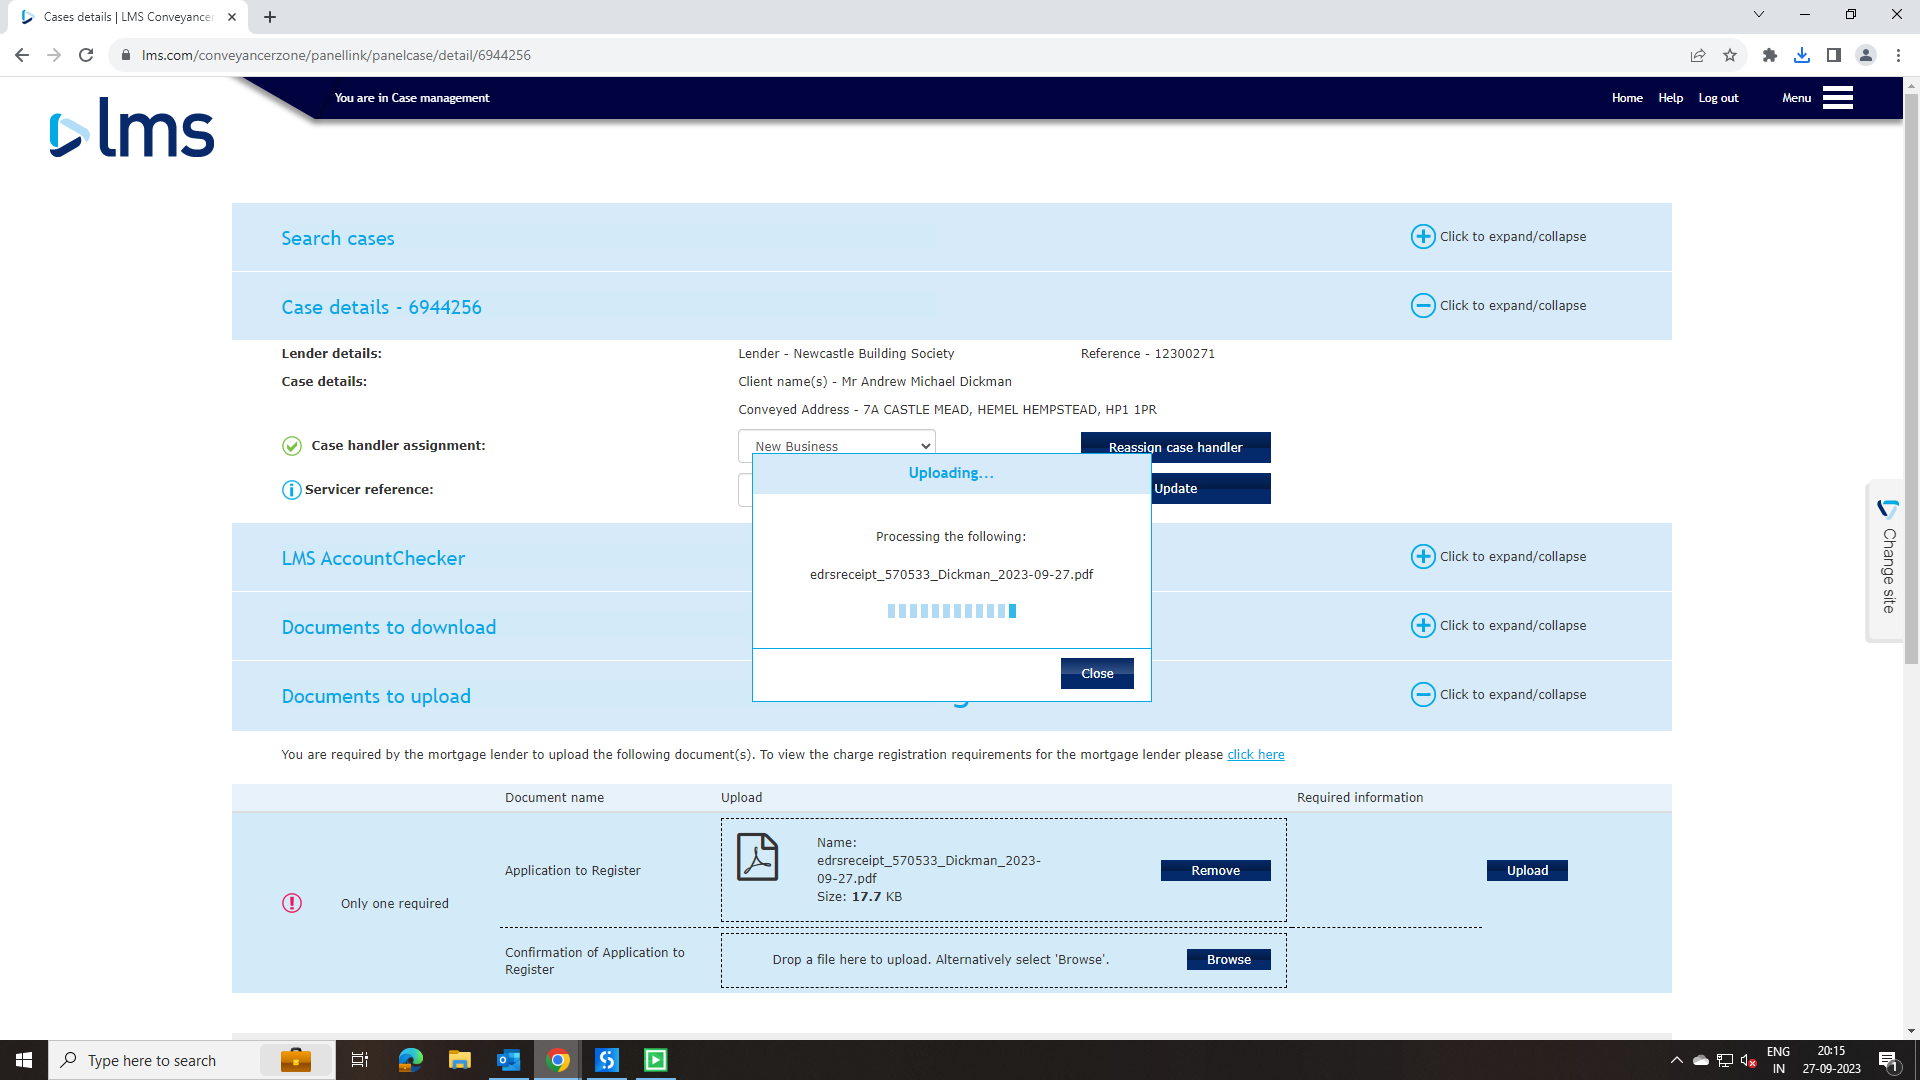 Cases details | LMS Conveyancer
lms.com/conveyancerzone/panellink/panelcase/detail/6944256
You are in Case management
Home Help Log out Menu
lms
Search cases
Click to expand/collapse
Case details - 6944256
Click to expand/collapse
Lender details:
Lender - Newcastle Building Society
Reference - 12300271
Case details:
Client name(s) - Mr Andrew Michael Dickman
Conveyed Address - 7A CASTLE MEAD, HEMEL HEMPSTEAD, HP1 1PR
Case handler assignment:
New Business
Reassign case handler
Servicer reference:
Update
Uploading...
Processing the following:
edrsreceipt_570533_Dickman_2023-09-27.pdf
Close
LMS AccountChecker
Click to expand/collapse
Documents to download
Click to expand/collapse
Documents to upload
Click to expand/collapse
Change site
You are required by the mortgage lender to upload the following document(s). To view the charge registration requirements for the mortgage lender please click here
Document name
Upload
Required information
Only one required
Application to Register
Name:
edrsreceipt_570533_Dickman_2023-
09-27.pdf
Size: 17.7 KB
Remove
Upload
Confirmation of Application to
Register
Drop a file here to upload. Alternatively select 'Browse'.
Browse
Type here to search
ENG
IN
20:15
27-09-2023
1